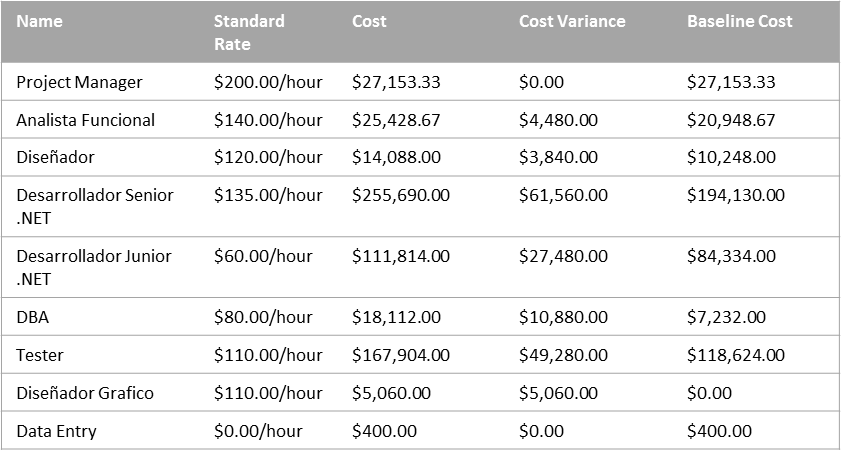 Name Standard Rate Cost Cost Variance Baseline Cost
Project Manager $200.00/hour $27,153.33 $0.00 $27,153.33
Analista Funcional $140.00/hour $25,428.67 $4,480.00 $20,948.67
Diseñador $120.00/hour $14,088.00 $3,840.00 $10,248.00
Desarrollador Senior .NET $135.00/hour $255,690.00 $61,560.00 $194,130.00
Desarrollador Junior .NET $60.00/hour $111,814.00 $27,480.00 $84,334.00
DBA $80.00/hour $18,112.00 $10,880.00 $7,232.00
Tester $110.00/hour $167,904.00 $49,280.00 $118,624.00
Diseñador Grafico $110.00/hour $5,060.00 $5,060.00 $0.00
Data Entry $0.00/hour $400.00 $0.00 $400.00